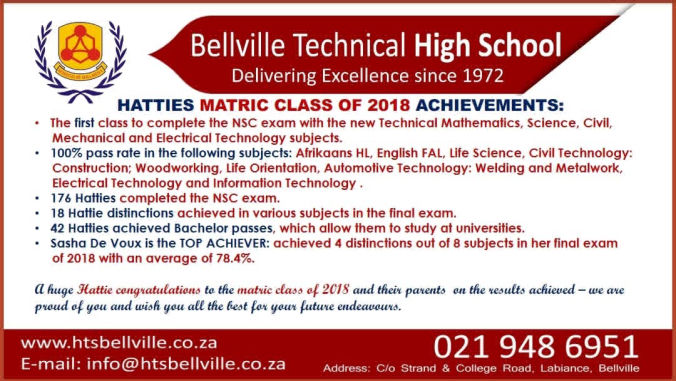 Bellville Technical High School
Delivering Excellence since 1972
HATTIES MATRIC CLASS OF 2018 ACHIEVEMENTS:
• The first class to complete the NSC exam with the new Technical Mathematics, Science, Civil,
Mechanical and Electrical Technology subjects.
• 100% pass rate in the following subjects: Afrikaans HL, English FAL, Life Science, Civil Technology:
Construction; Woodworking, Life Orientation, Automotive Technology: Welding and Metalwork,
Electrical Technology and Information Technology .
• 176 Hatties completed the NSC exam.
• 18 Hattie distinctions achieved in various subjects in the final exam.
• 42 Hatties achieved Bachelor passes, which allow them to study at universities.
• Sasha De Voux is the TOP ACHIEVER: achieved 4 distinctions out of 8 subjects in her final exam
of 2018 with an average of 78.4%.
A huge Hattie congratulations to the matric class of 2018 and their parents on the results achieved – we are
proud of you and wish you all the best for your future endeavours.
www.htsbellville.co.za
E-mail: info@htsbellville.co.za
021 948 6951
Address: C/o Strand & College Road, Labiance, Bellville